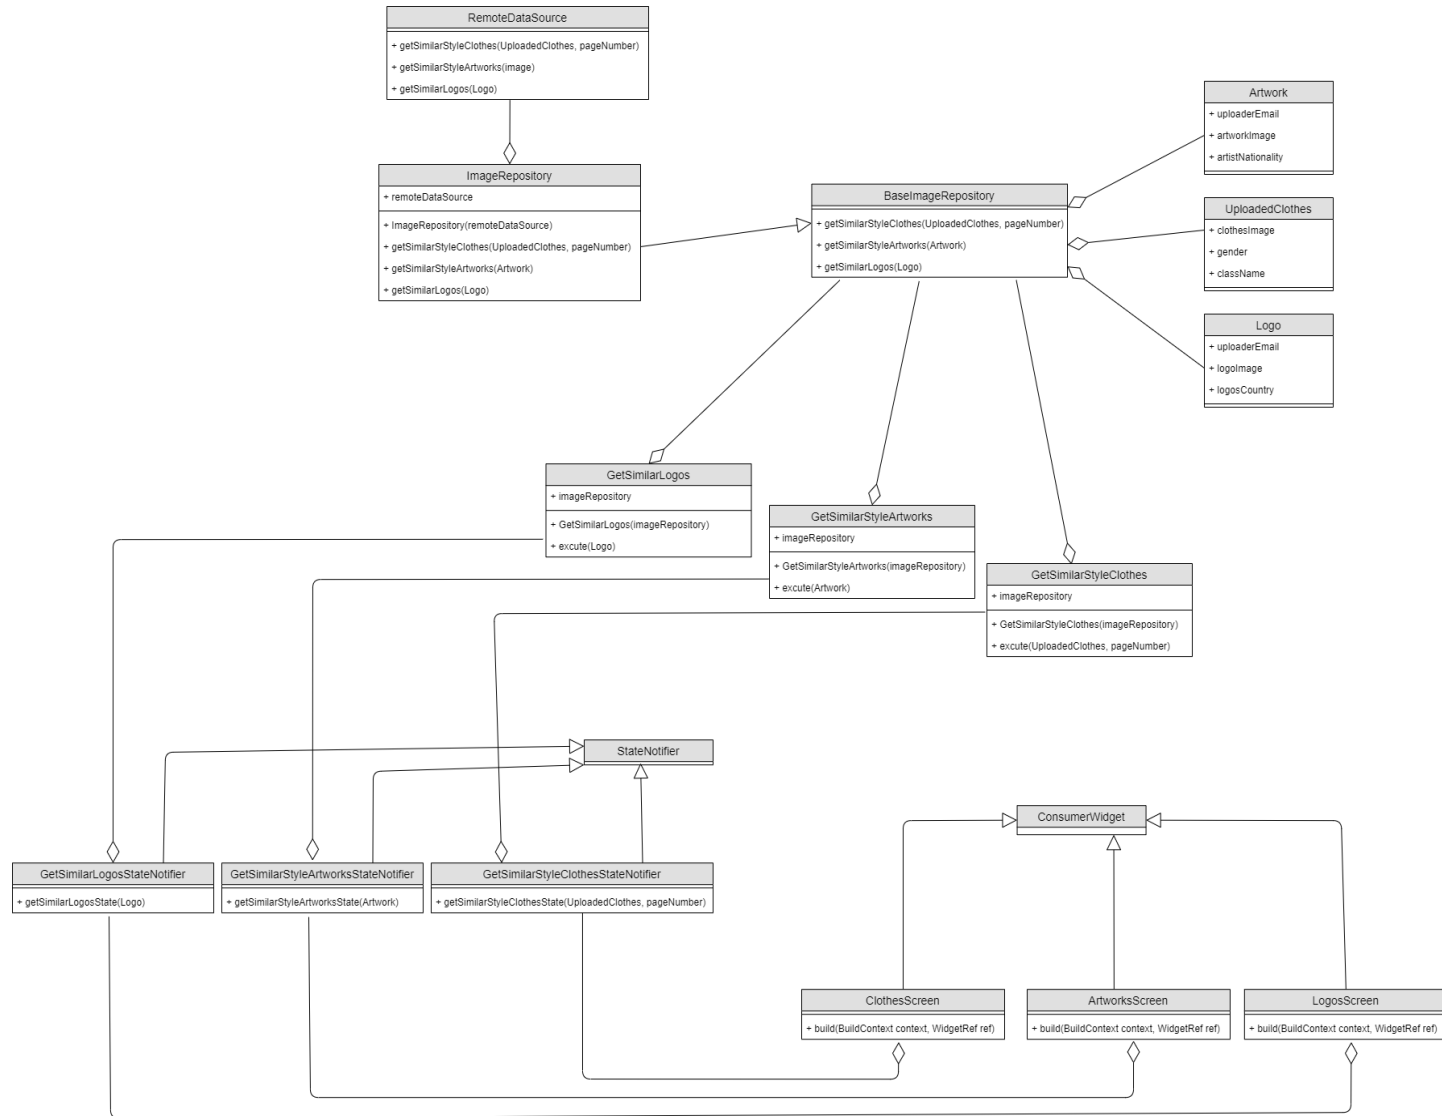 RemoteDataSource
+ getSimilarStyleClothes(UploadedClothes, pageNumber)
+ getSimilarStyleArtworks(image)
+ getSimilarLogos(Logo)
ImageRepository
+ remoteDataSource
+ ImageRepository(remoteDataSource)
+ getSimilarStyleClothes(UploadedClothes, pageNumber)
+ getSimilarStyleArtworks(Artwork)
+ getSimilarLogos(Logo)
BaseImageRepository
+ getSimilarStyleClothes(UploadedClothes, pageNumber)
+ getSimilarStyleArtworks(Artwork)
+ getSimilarLogos(Logo)
Artwork
+ uploaderEmail
+ artworkImage
+ artistNationality
UploadedClothes
+ clothesImage
+ gender
+ className
Logo
+ uploaderEmail
+ logoImage
+ logosCountry
GetSimilarLogos
+ imageRepository
+ GetSimilarLogos(imageRepository)
+ excute(Logo)
GetSimilarStyleArtworks
+ imageRepository
+ GetSimilarStyleArtworks(imageRepository)
+ excute(Artwork)
GetSimilarStyleClothes
+ imageRepository
+ GetSimilarStyleClothes(imageRepository)
+ excute(UploadedClothes, pageNumber)
StateNotifier
ConsumerWidget
GetSimilarLogosStateNotifier
+ getSimilarLogosState(Logo)
GetSimilarStyleArtworksStateNotifier
+ getSimilarStyleArtworksState(Artwork)
GetSimilarStyleClothesStateNotifier
+ getSimilarStyleClothesState(UploadedClothes, pageNumber)
ClothesScreen
+ build(BuildContext context, WidgetRef ref)
ArtworksScreen
+ build(BuildContext context, WidgetRef ref)
LogosScreen
+ build(BuildContext context, WidgetRef ref)